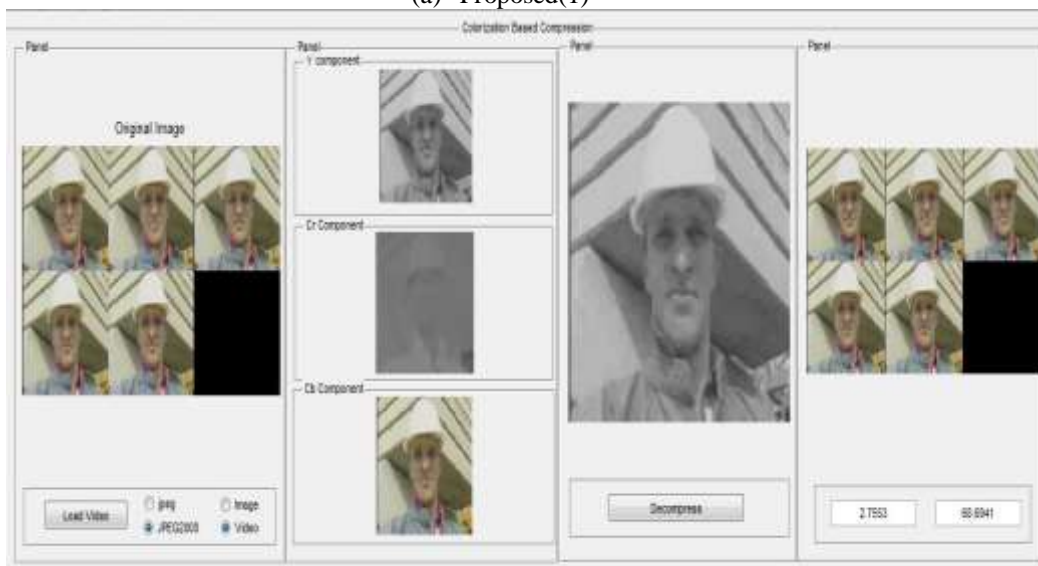 (a) Proposed(1)
Colorization Based Compression
Panel
Original Image
Load Video
jpeg
JPEG2000
Image
Video
Panel
Y component
Cr Component
Cb Component
Panel
Decompress
Panel
2.7553
68.6941